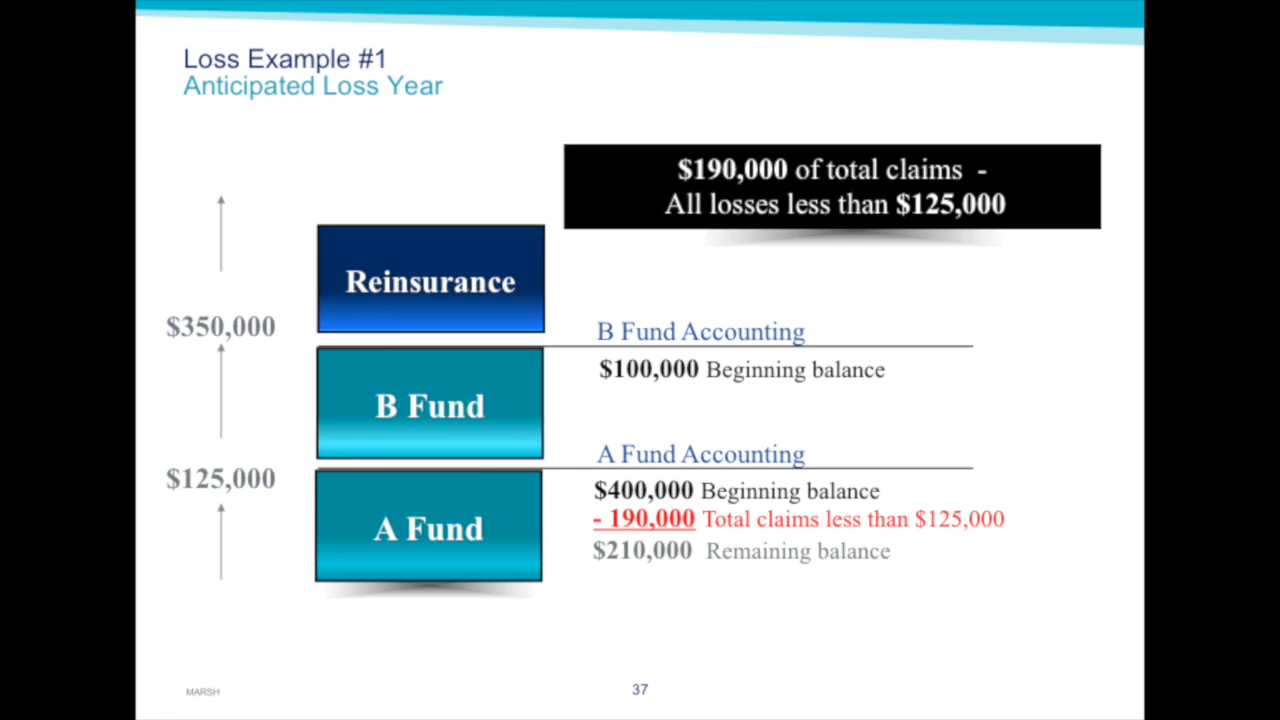 Loss Example #1
Anticipated Loss Year
$190,000 of total claims -
All losses less than $125,000
Reinsurance
$350,000
B Fund Accounting
$100,000 Beginning balance
B Fund
A Fund Accounting
$125,000
$400,000 Beginning balance
- 190,000 Total claims less than $125,000
A Fund
$210,000 Remaining balance
MARSH
37